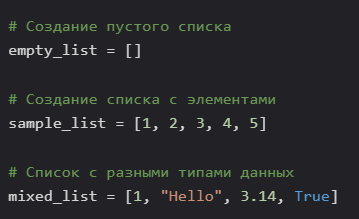 # Создание пустого списка
empty_list = []
# Создание списка с элементами
sample_list = [1, 2, 3, 4, 5]
# Список с разными типами данных
mixed_list = [1, "Hello", 3.14, True]